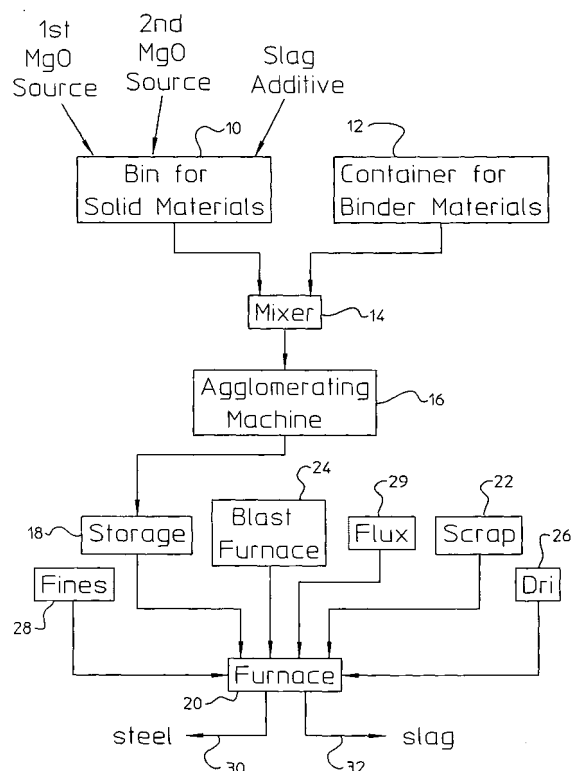 1st
MgO
Source
2nd
MgO
Source
Slag
Additive
10
12
Bin for
Solid Materials
Container for
Binder Materials
Mixer
14
Agglomerating
Machine
16
24
29
22
18
Storage
Blast
Furnace
Flux
Scrap
26
Fines
28
Dri
Furnace
20
steel
30
32
slag